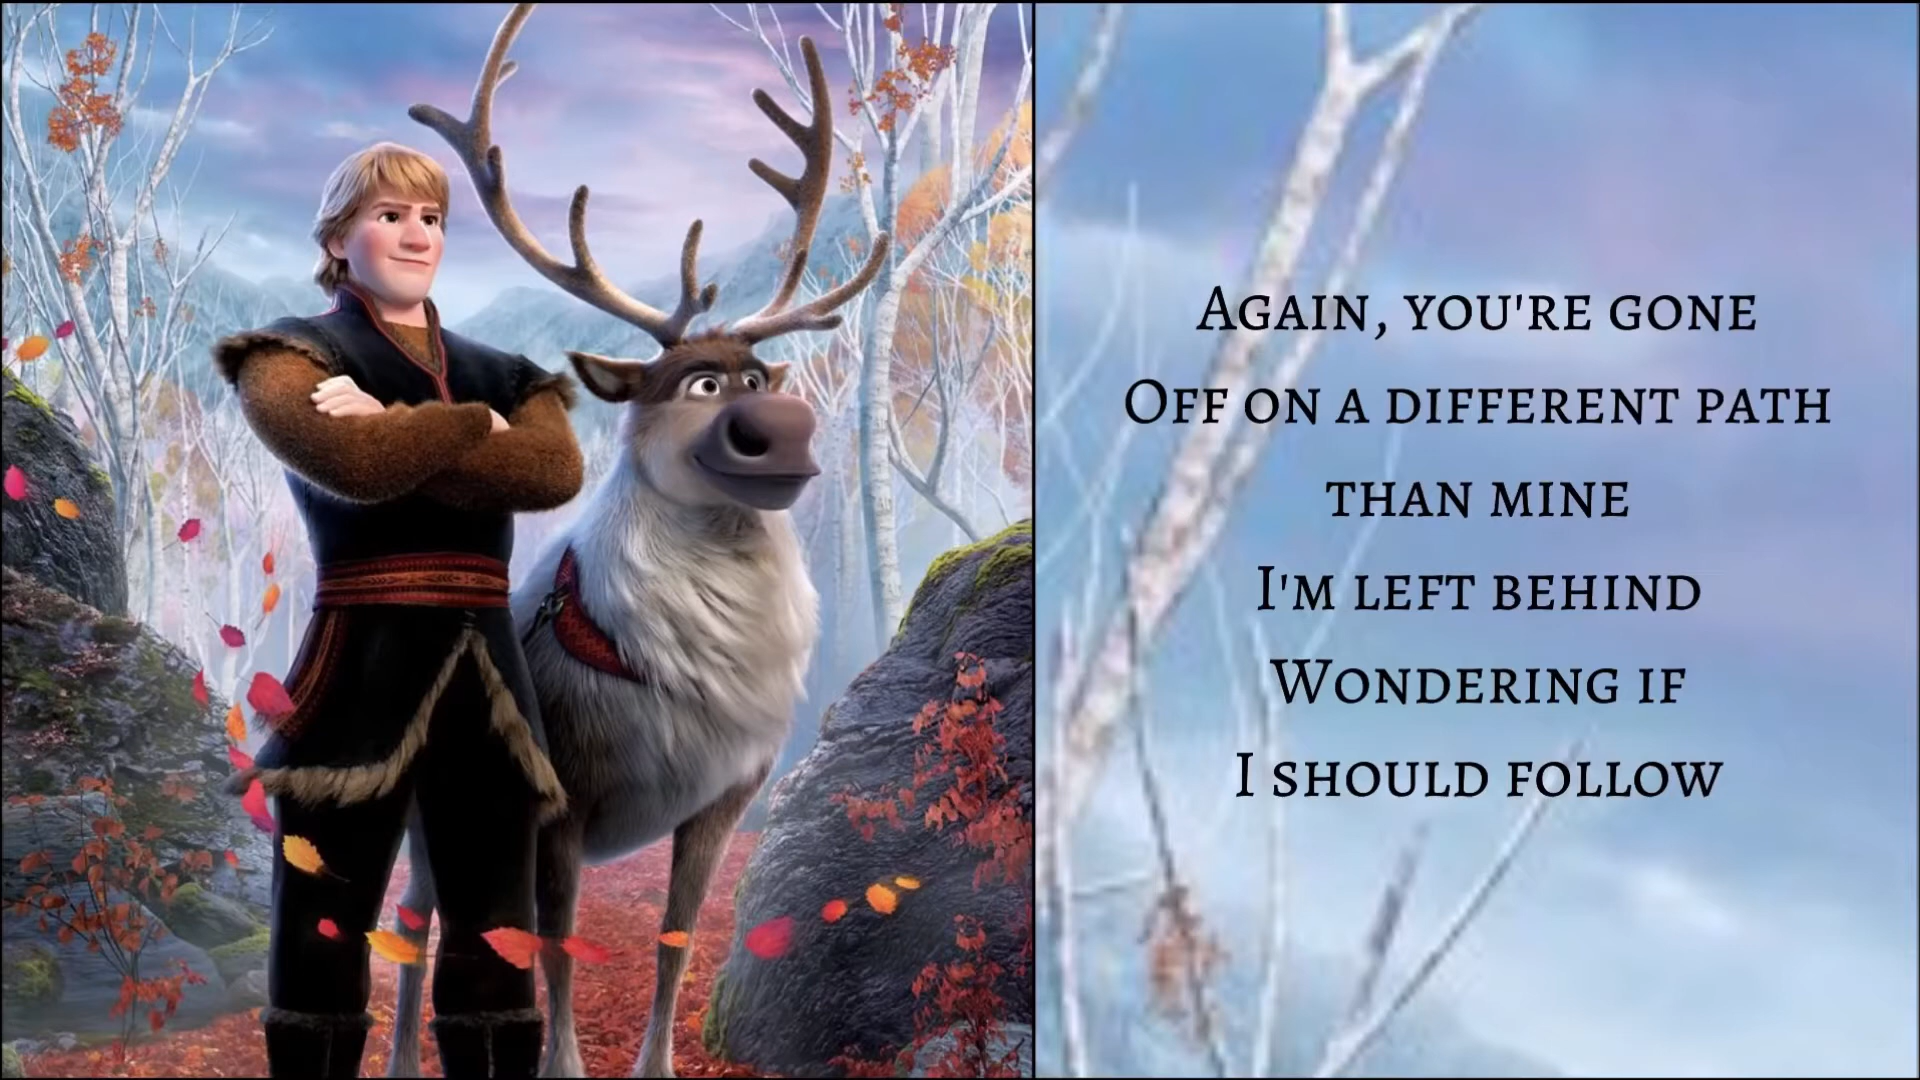 Again, you're gone
Off on a different path
than mine
I'm left behind
Wondering if
I should follow